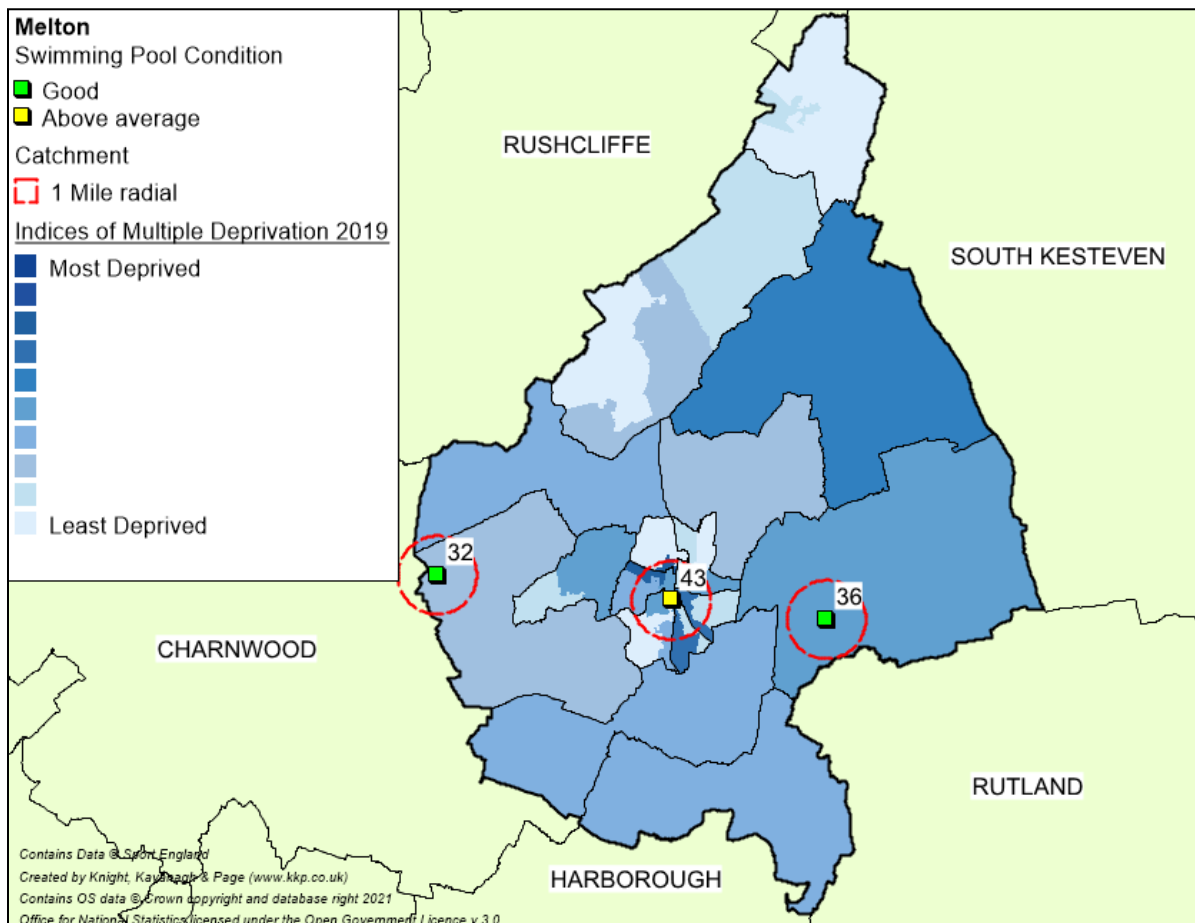 Melton
Swimming Pool Condition
Good
Above average
Catchment
1 Mile radial
Indices of Multiple Deprivation 2019
Most Deprived
Least Deprived
RUSHCLIFFE
SOUTH KESTEVEN
32
43
36
CHARNWOOD
RUTLAND
HARBOROUGH
Contains Data © Sport England
Created by Knight, Kavanagh & Page (www.kkp.co.uk)
Contains OS data © Crown copyright and database right 2021
Office for National Statistics licensed under the Open Government Licence v.3.0